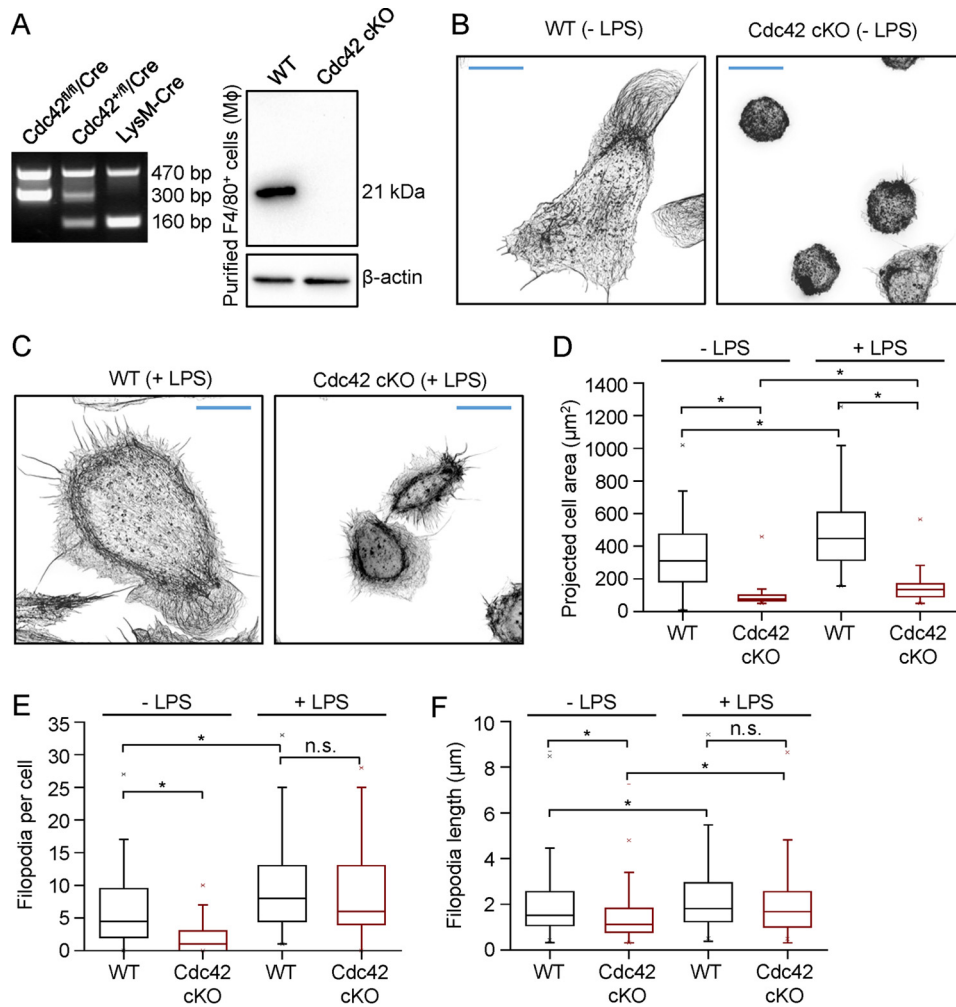 A
Cdc42fl/fl/Cre
Cdc42+/fl/Cre
LysM-Cre
470 bp
300 bp
160 bp
Purified F4/80+ cells (Mϕ)
WT
Cdc42 cKO
21 kDa
β-actin
B
WT (- LPS)
Cdc42 cKO (- LPS)
C
WT (+ LPS)
Cdc42 cKO (+ LPS)
D
- LPS
+ LPS
Projected cell area (µm²)
1400
1200
1000
800
600
400
200
0
*
*
*
*
WT
Cdc42
cKO
WT
Cdc42
cKO
E
- LPS
+ LPS
Filopodia per cell
35
30
25
20
15
10
5
0
*
n.s.
*
WT
Cdc42
cKO
WT
Cdc42
cKO
F
- LPS
+ LPS
Filopodia length (µm)
10
8
6
4
2
0
*
n.s.
*
*
WT
Cdc42
cKO
WT
Cdc42
cKO